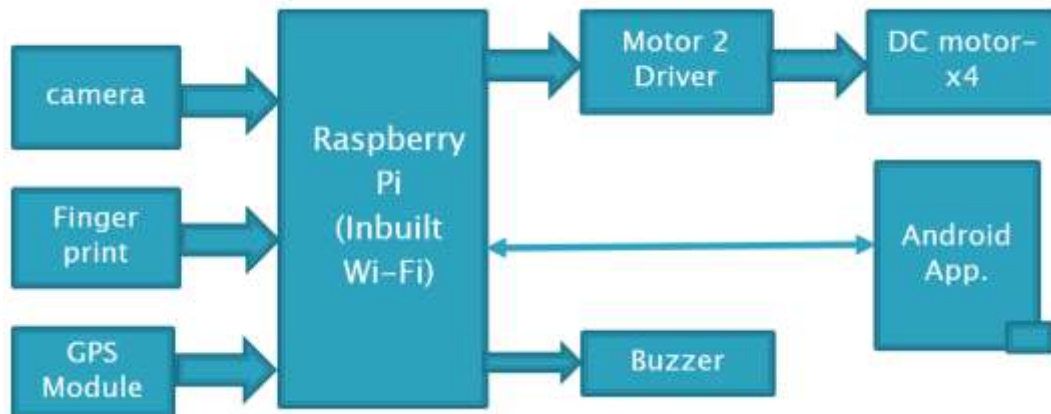 camera
Finger
print
GPS
Module
Raspberry
Pi
(Inbuilt
Wi-Fi)
Motor 2
Driver
DC motor-
x4
Android
App.
Buzzer